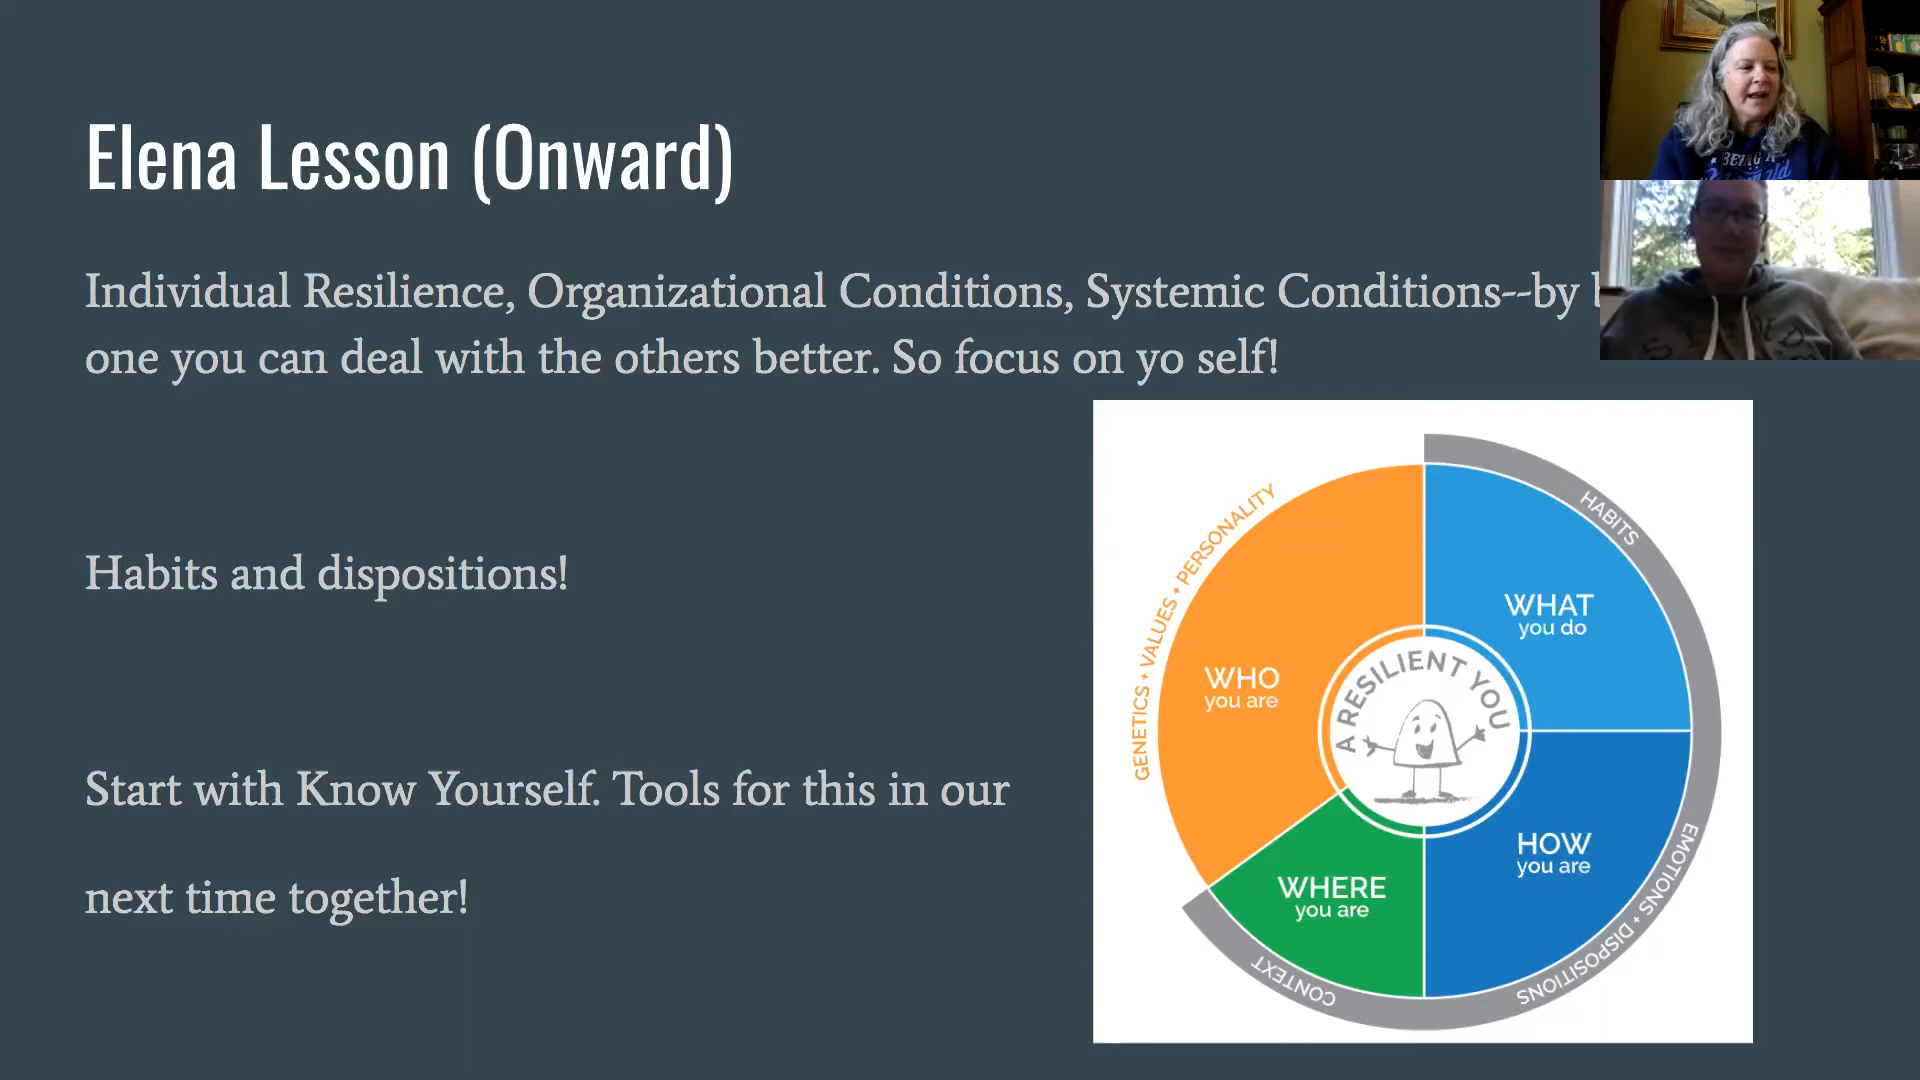 Elena Lesson (Onward)
Individual Resilience, Organizational Conditions, Systemic Conditions--by
one you can deal with the others better. So focus on yo self!
Habits and dispositions!
Start with Know Yourself. Tools for this in our
next time together!
GENETICS + VALUES + PERSONALITY
HABITS
WHAT
you do
WHO
you are
A RESILIENT YOU
HOW
you are
WHERE
you are
EMOTIONS + DISPOSITIONS
CONTEXT
BEING A